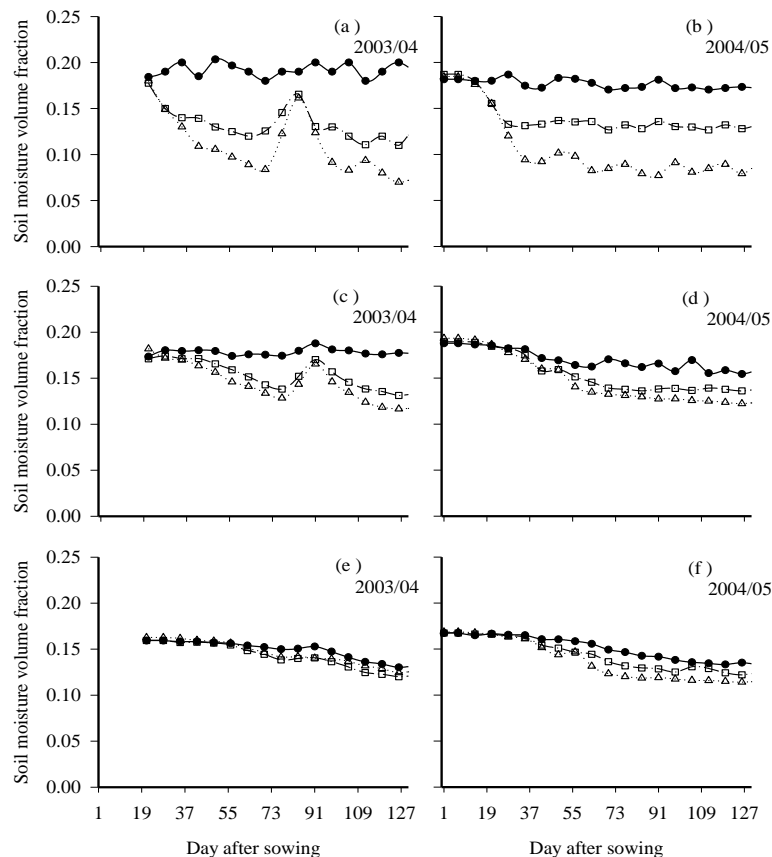 (a )
2003/04
0.25
0.20
0.15
0.10
0.05
0.00
Soil moisture volume fraction
(b )
2004/05
(c )
2003/04
0.25
0.20
0.15
0.10
0.05
0.00
Soil moisture volume fraction
(d )
2004/05
(e )
2003/04
0.25
0.20
0.15
0.10
0.05
0.00
Soil moisture volume fraction
(f )
2004/05
1 19 37 55 73 91 109 127
1 19 37 55 73 91 109 127
Day after sowing
Day after sowing